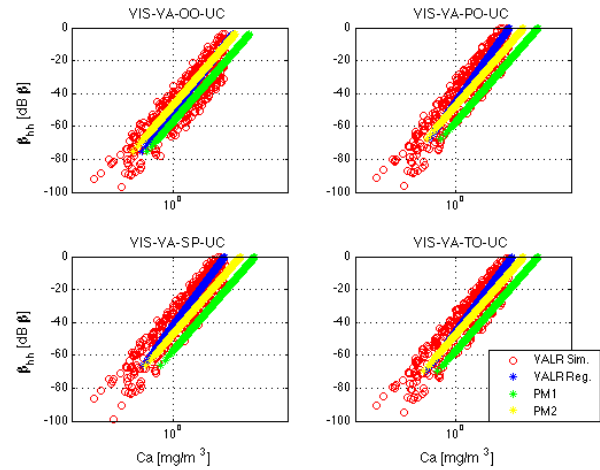 VIS-VA-OO-UC
VIS-VA-PO-UC
0
-20
-40
-60
-80
-100
0
-20
-40
-60
-80
-100
β_hh [dB β]
10^0
10^0
VIS-VA-SP-UC
VIS-VA-TO-UC
0
-20
-40
-60
-80
-100
0
-20
-40
-60
-80
-100
β_hh [dB β]
10^0
10^0
Ca [mg/m^3]
Ca [mg/m^3]
VALR Sim.
VALR Reg.
PM1
PM2